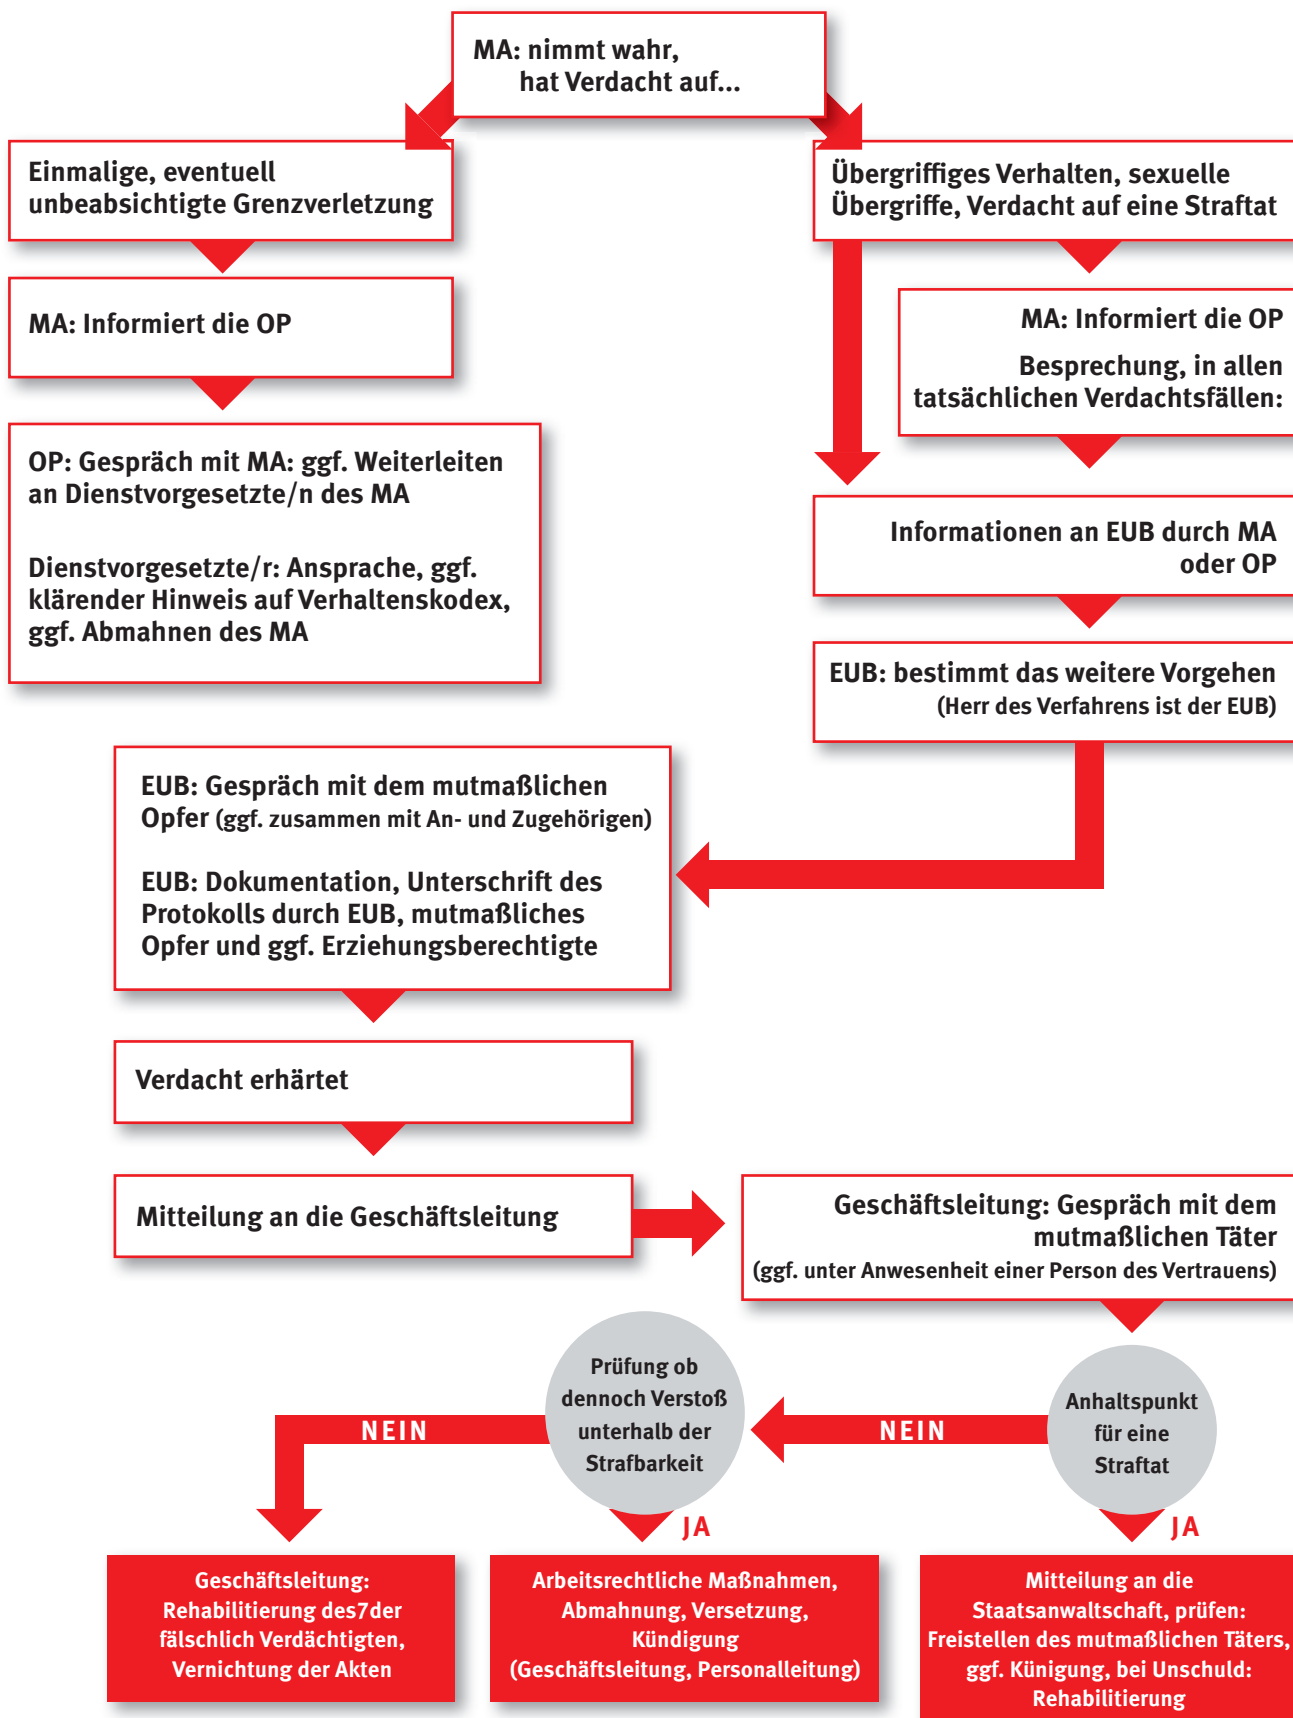 MA: nimmt wahr,
hat Verdacht auf...
Einmalige, eventuell
unbeabsichtigte Grenzverletzung
Übergriffiges Verhalten, sexuelle
Übergriffe, Verdacht auf eine Straftat
MA: Informiert die OP
MA: Informiert die OP
Besprechung, in allen
tatsächlichen Verdachtsfällen:
OP: Gespräch mit MA: ggf. Weiterleiten
an Dienstvorgesetzte/n des MA
Dienstvorgesetzte/r: Ansprache, ggf.
klärender Hinweis auf Verhaltenskodex,
ggf. Abmahnen des MA
Informationen an EUB durch MA
oder OP
EUB: bestimmt das weitere Vorgehen
(Herr des Verfahrens ist der EUB)
EUB: Gespräch mit dem mutmaßlichen
Opfer (ggf. zusammen mit An- und Zugehörigen)
EUB: Dokumentation, Unterschrift des
Protokolls durch EUB, mutmaßliches
Opfer und ggf. Erziehungsberechtigte
Verdacht erhärtet
Mitteilung an die Geschäftsleitung
Geschäftsleitung: Gespräch mit dem
mutmaßlichen Täter
(ggf. unter Anwesenheit einer Person des Vertrauens)
Anhaltspunkt
für eine
Straftat
NEIN
Prüfung ob
dennoch Verstoß
unterhalb der
Strafbarkeit
NEIN
JA
JA
Geschäftsleitung:
Rehabilitierung des7der
fälschlich Verdächtigten,
Vernichtung der Akten
Arbeitsrechtliche Maßnahmen,
Abmahnung, Versetzung,
Kündigung
(Geschäftsleitung, Personalleitung)
Mitteilung an die
Staatsanwaltschaft, prüfen:
Freistellen des mutmaßlichen Täters,
ggf. Künigung, bei Unschuld:
Rehabilitierung